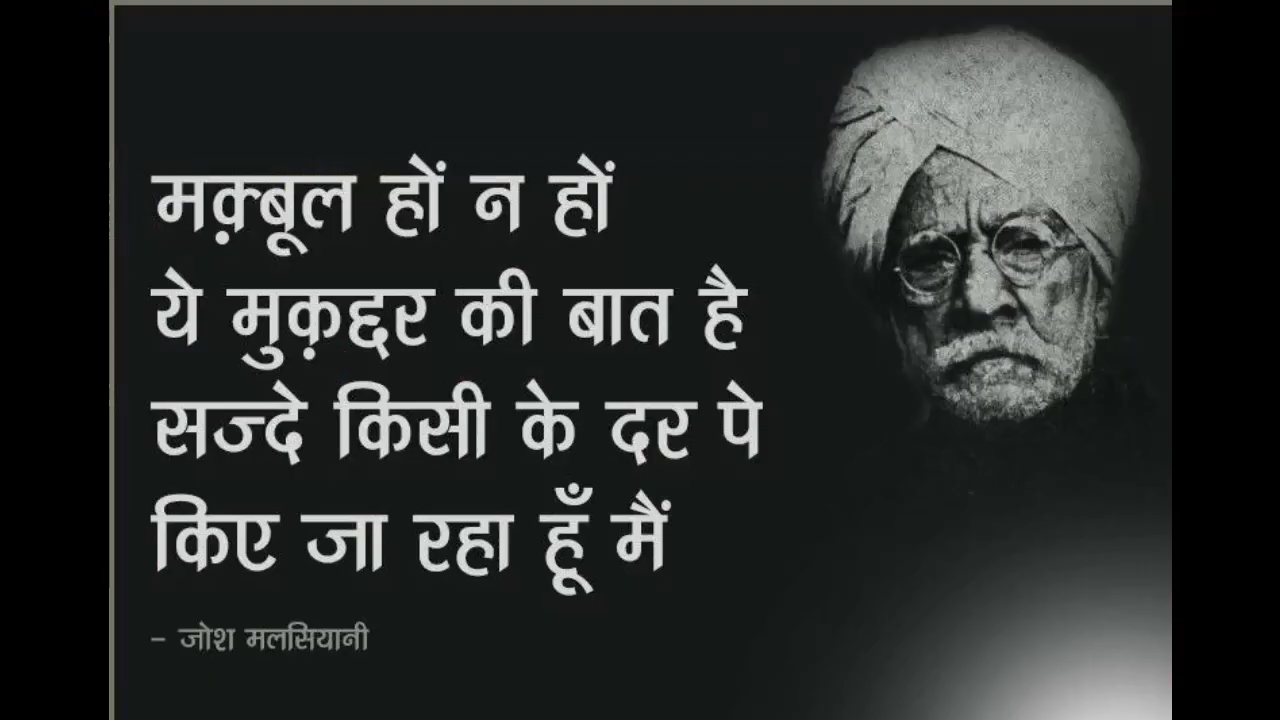 मक़्बूल हों न हों
ये मुक़द्दर की बात है
सज्दे किसी के दर पे
किए जा रहा हूँ मैं
– जोश मलसियानी